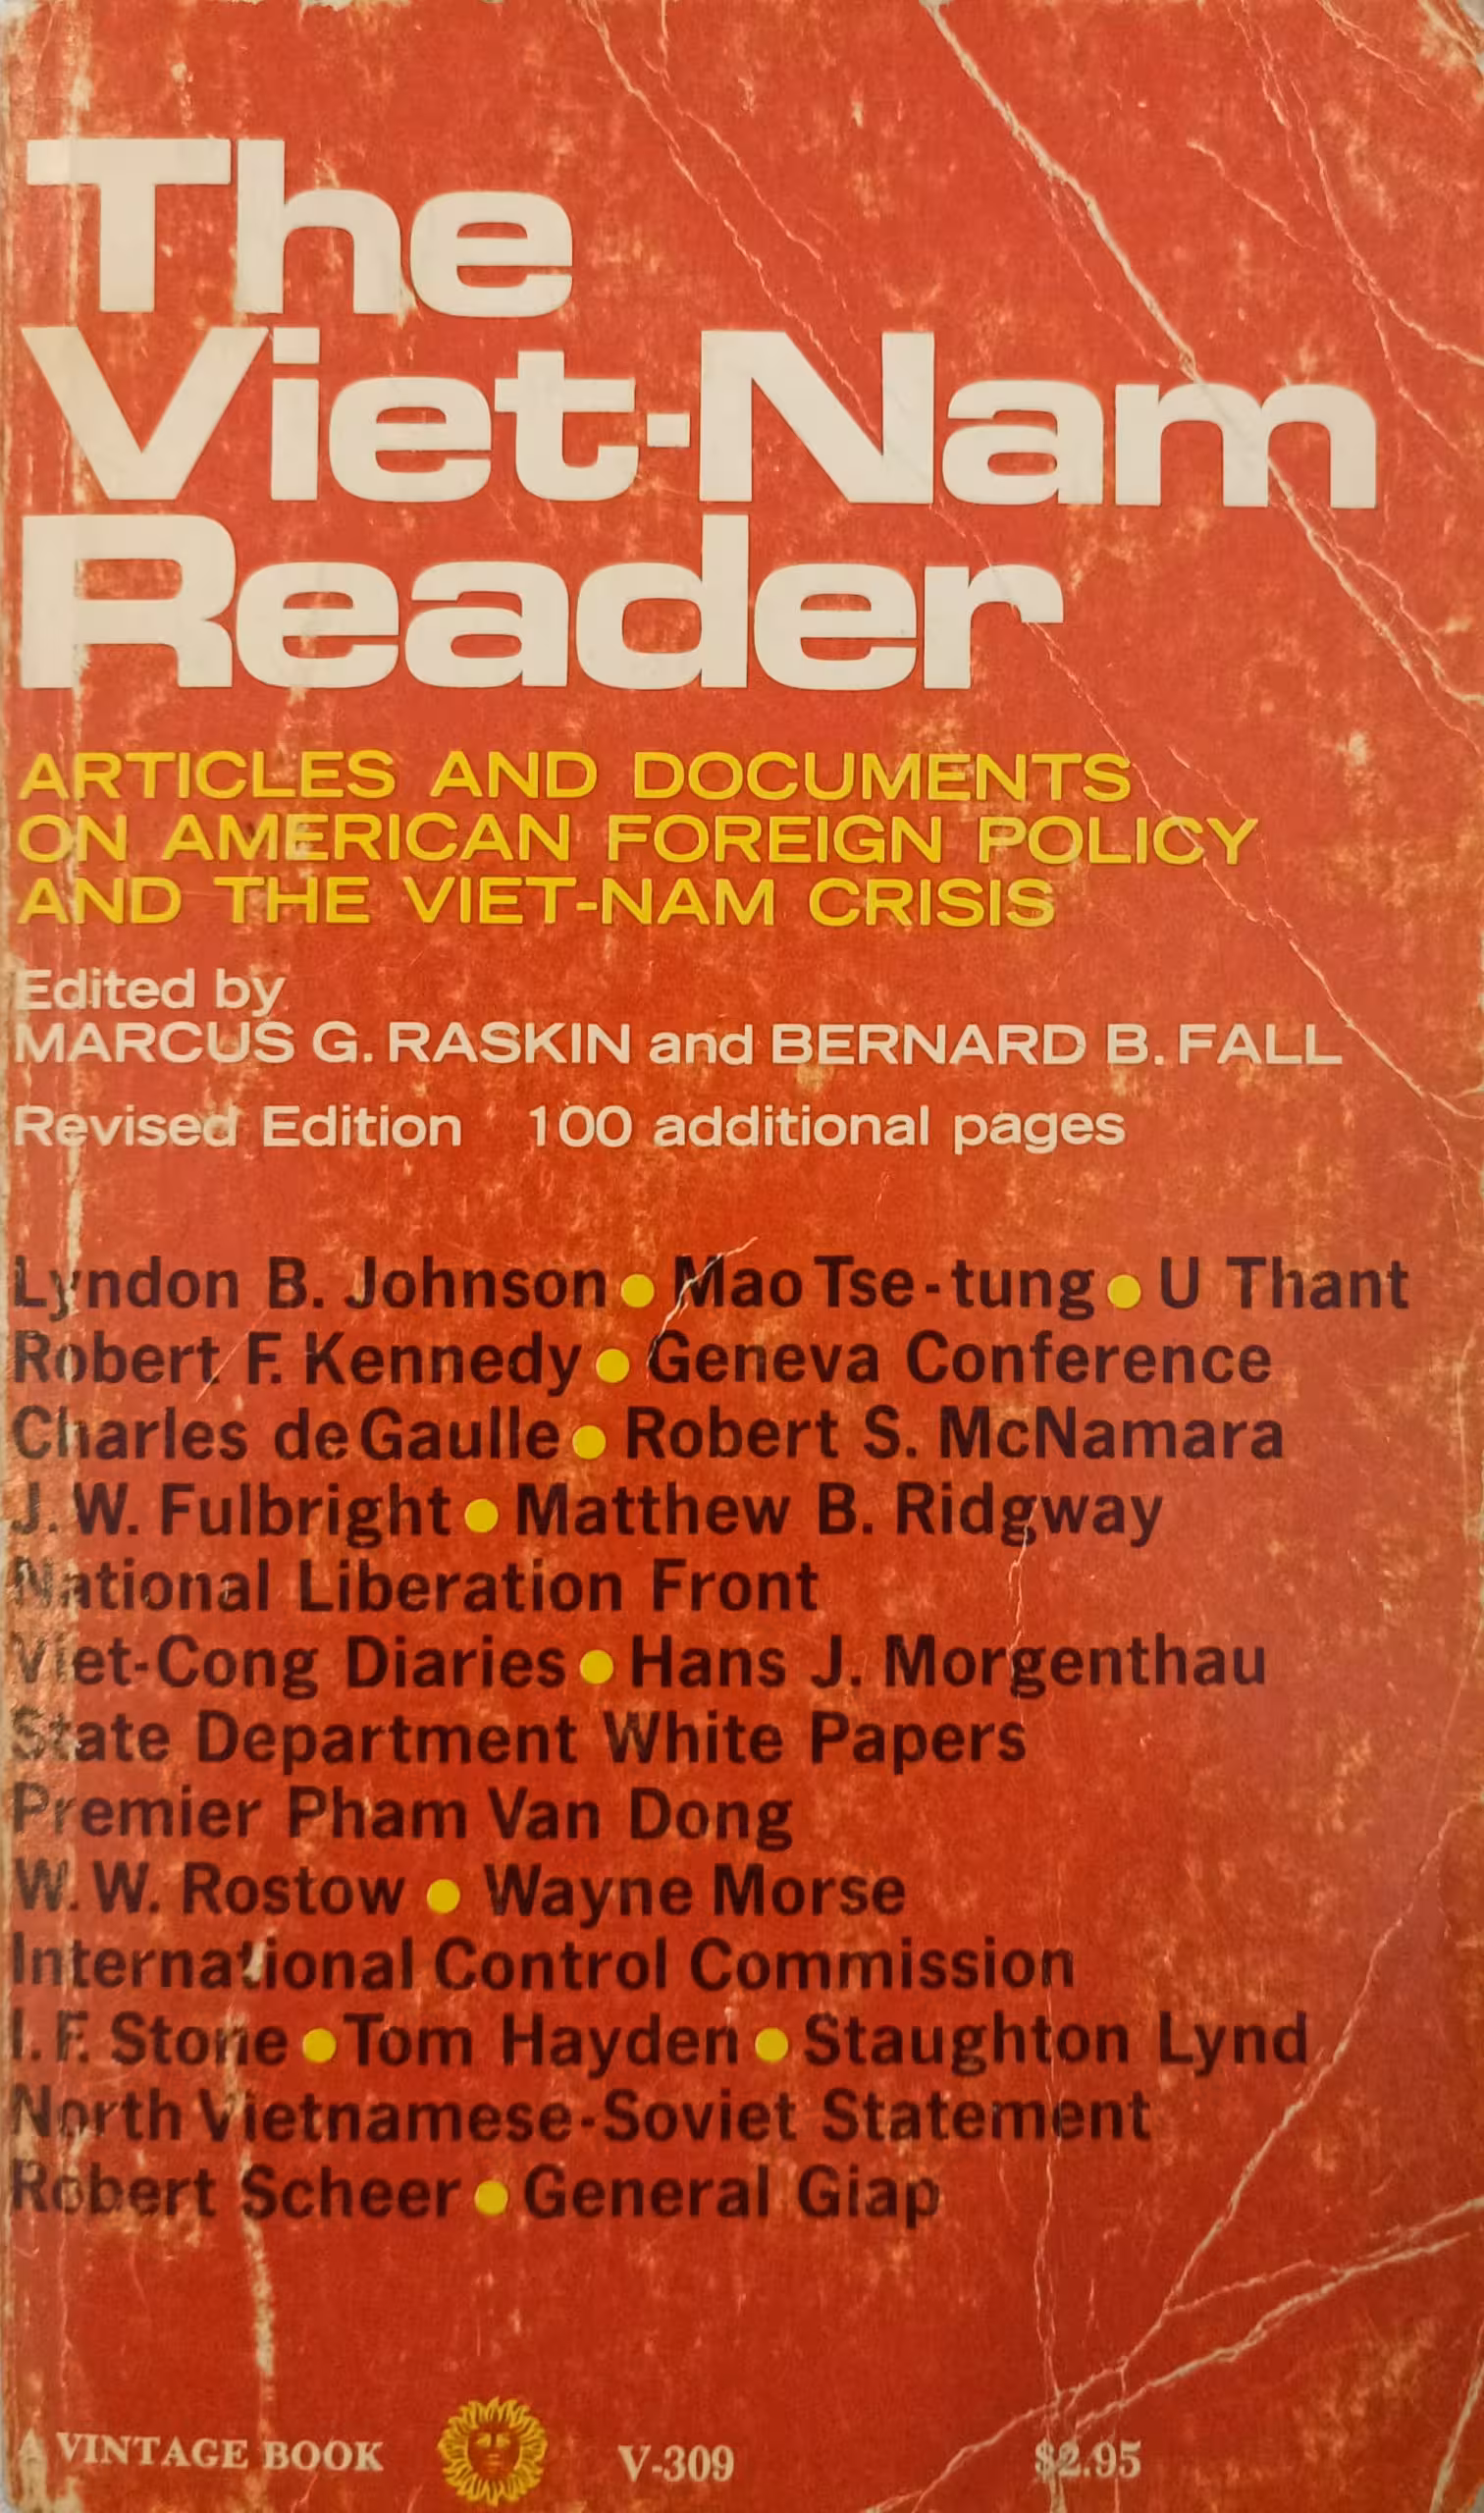 The
Viet-Nam
Reader
ARTICLES AND DOCUMENTS
ON AMERICAN FOREIGN POLICY
AND THE VIET-NAM CRISIS
Edited by
MARCUS G. RASKIN and BERNARD B. FALL
Revised Edition 100 additional pages
Lyndon B. Johnson ● Mao Tse-tung ● U Thant
Robert F. Kennedy ● Geneva Conference
Charles de Gaulle ● Robert S. McNamara
J. W. Fulbright ● Matthew B. Ridgway
National Liberation Front
Viet-Cong Diaries ● Hans J. Morgenthau
State Department White Papers
Premier Pham Van Dong
W. W. Rostow ● Wayne Morse
International Control Commission
I. F. Stone ● Tom Hayden ● Staughton Lynd
North Vietnamese-Soviet Statement
Robert Scheer ● General Giap
A VINTAGE BOOK V-309 $2.95